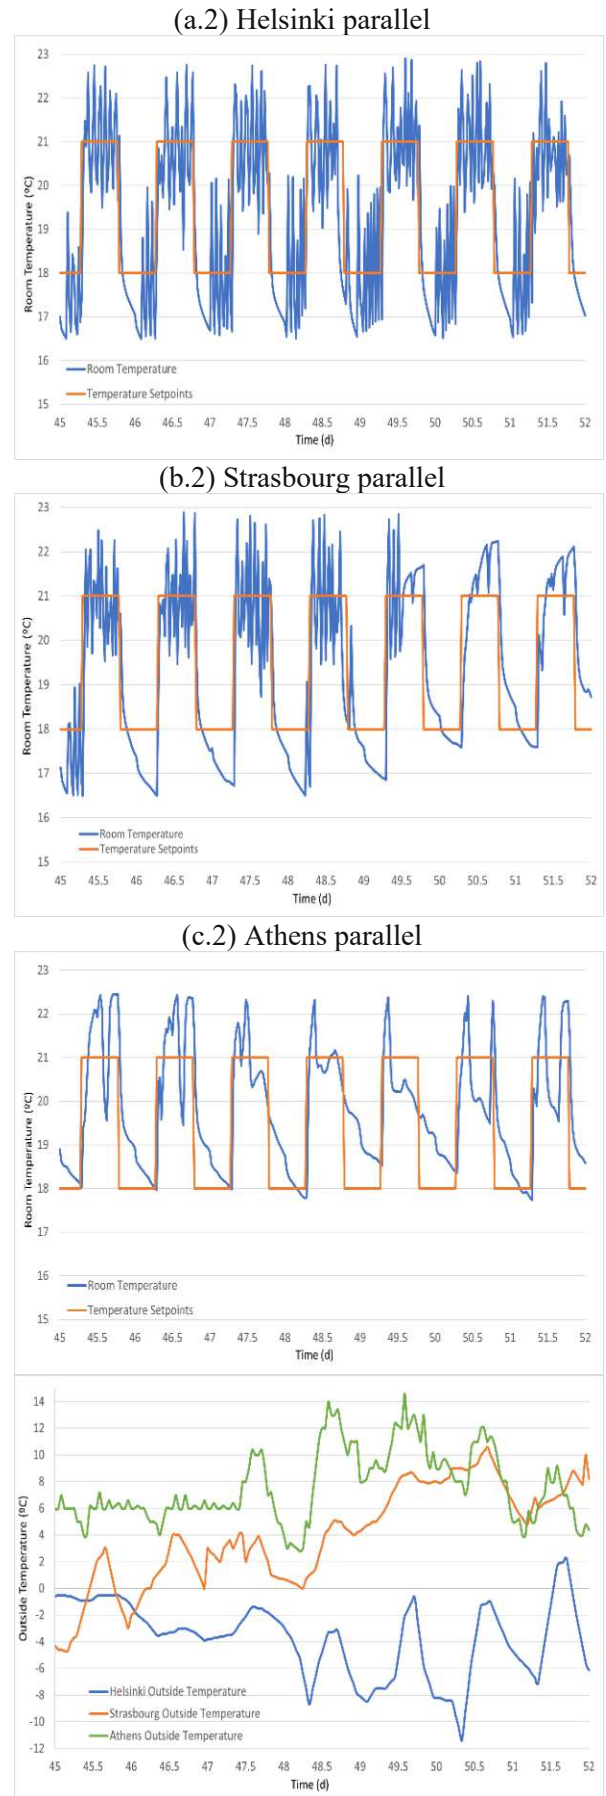 (a.2) Helsinki parallel
23
22
21
20
19
18
17
16
15
Room Temperature (ºC)
Room Temperature
Temperature Setpoints
45 45.5 46 46.5 47 47.5 48 48.5 49 49.5 50 50.5 51 51.5 52
Time (d)
(b.2) Strasbourg parallel
23
22
21
20
19
18
17
16
15
Room Temperature (ºC)
Room Temperature
Temperature Setpoints
45 45.5 46 46.5 47 47.5 48 48.5 49 49.5 50 50.5 51 51.5 52
Time (d)
(c.2) Athens parallel
23
22
21
20
19
18
17
16
15
Room Temperature (ºC)
Room Temperature
Temperature Setpoints
45 45.5 46 46.5 47 47.5 48 48.5 49 49.5 50 50.5 51 51.5 52
Time (d)
14
12
10
8
6
4
2
0
-2
-4
-6
-8
-10
-12
Outside Temperature (ºC)
Helsinki Outside Temperature
Strasbourg Outside Temperature
Athens Outside Temperature
45 45.5 46 46.5 47 47.5 48 48.5 49 49.5 50 50.5 51 51.5 52
Time (d)